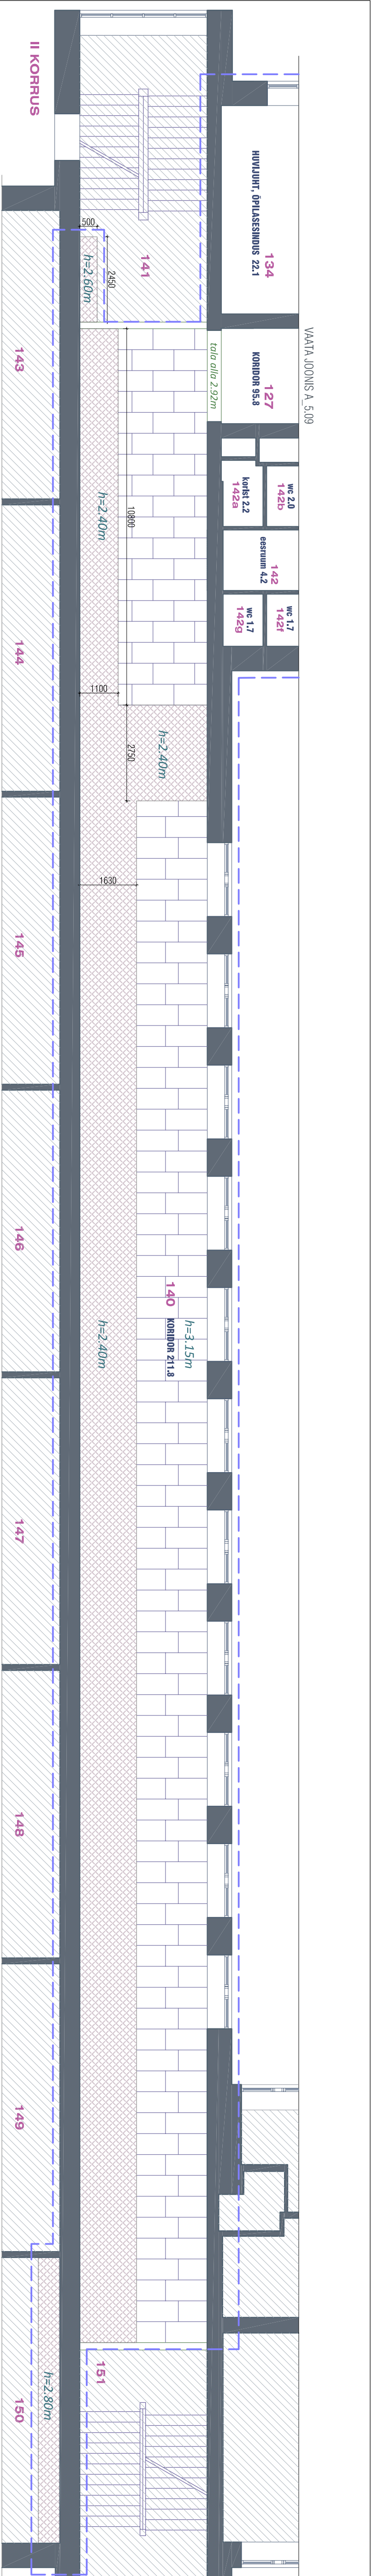 II KORRUS
VAATA JOONIS A_5.09
134
HUVIJUHT, ÕPILASESINDUS 22.1
127
KORIDOR 95.8
wc 2.0
142b
korist 2.2
142a
142
eesruum 4.2
wc 1.7
142f
wc 1.7
142g
tala alla 2.92m
141
500
2450
h=2.60m
h=2.40m
10800
1100
2750
h=2.40m
1630
h=3.15m
140
KORIDOR 211.8
h=2.40m
143
144
145
146
147
148
149
150
h=2.80m
151